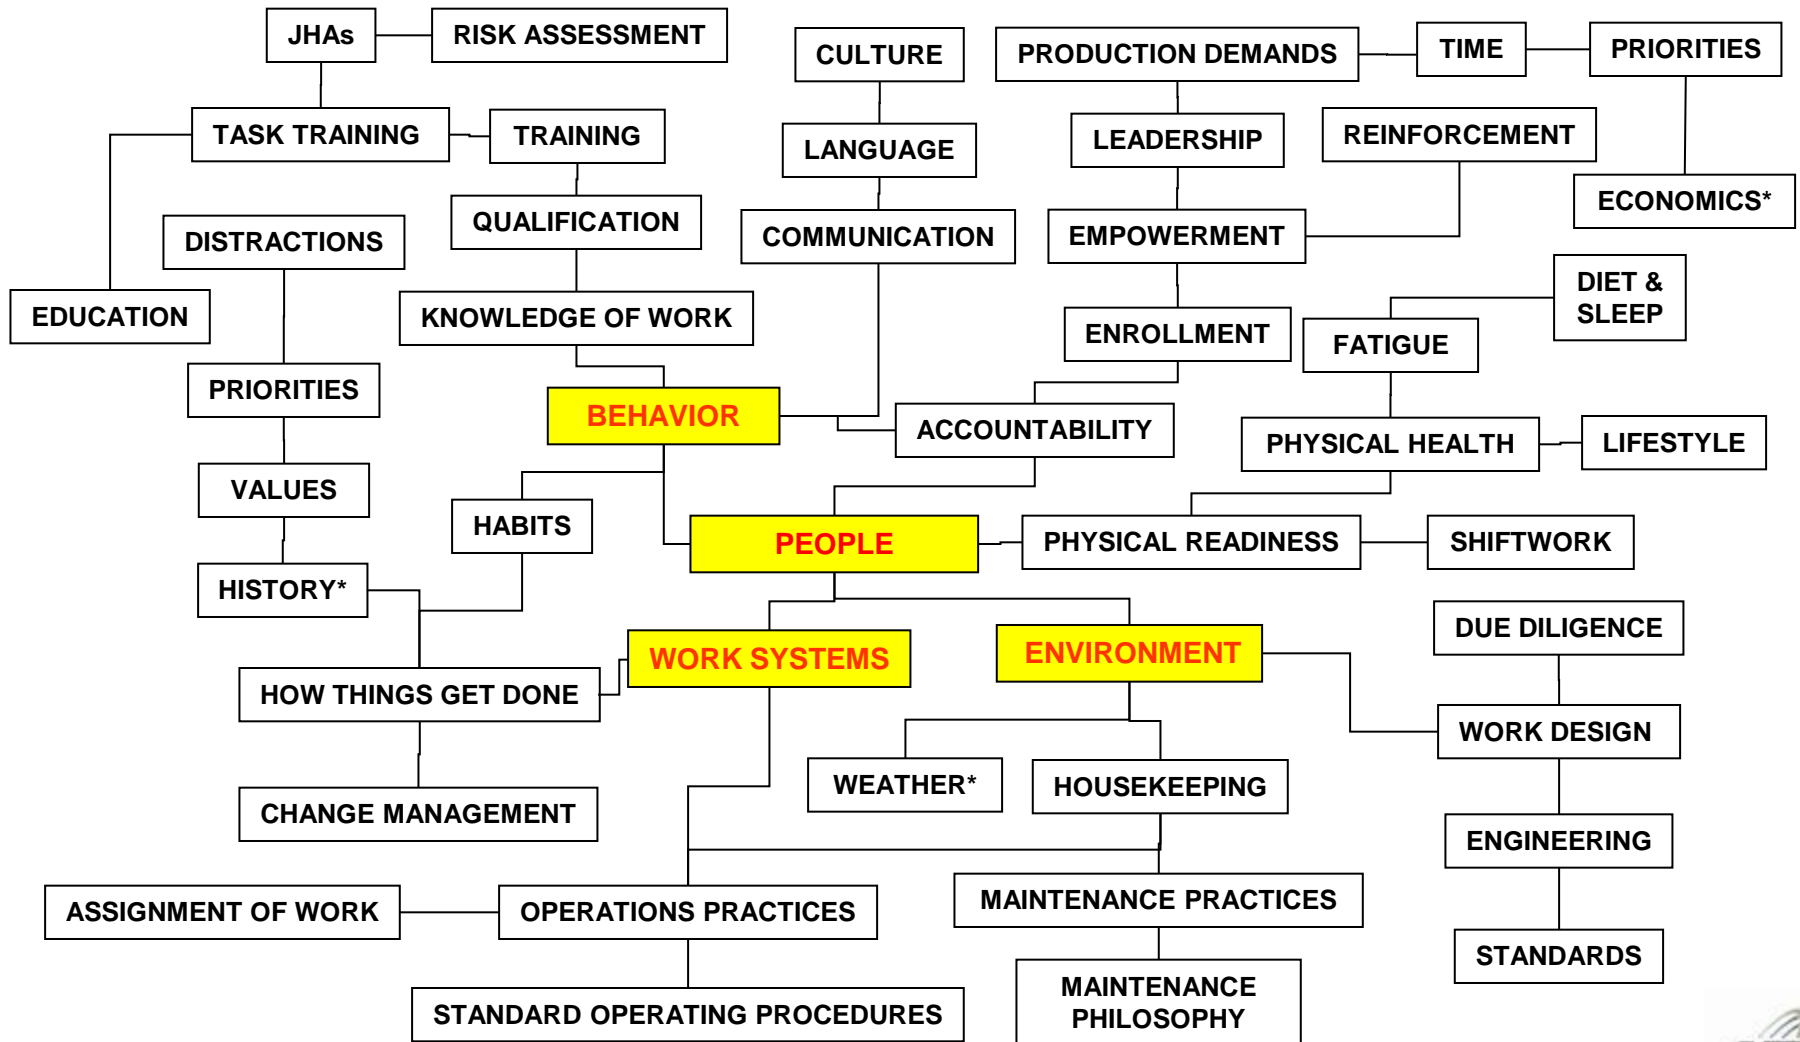 JHAs
RISK ASSESSMENT
CULTURE
PRODUCTION DEMANDS
TIME
PRIORITIES
TASK TRAINING
TRAINING
LANGUAGE
LEADERSHIP
REINFORCEMENT
ECONOMICS*
QUALIFICATION
DISTRACTIONS
COMMUNICATION
EMPOWERMENT
DIET &
SLEEP
EDUCATION
KNOWLEDGE OF WORK
ENROLLMENT
FATIGUE
PRIORITIES
BEHAVIOR
ACCOUNTABILITY
PHYSICAL HEALTH
LIFESTYLE
VALUES
HABITS
PEOPLE
PHYSICAL READINESS
SHIFTWORK
HISTORY*
DUE DILIGENCE
WORK SYSTEMS
ENVIRONMENT
HOW THINGS GET DONE
WORK DESIGN
WEATHER*
HOUSEKEEPING
CHANGE MANAGEMENT
ENGINEERING
ASSIGNMENT OF WORK
OPERATIONS PRACTICES
MAINTENANCE PRACTICES
STANDARDS
STANDARD OPERATING PROCEDURES
MAINTENANCE
PHILOSOPHY